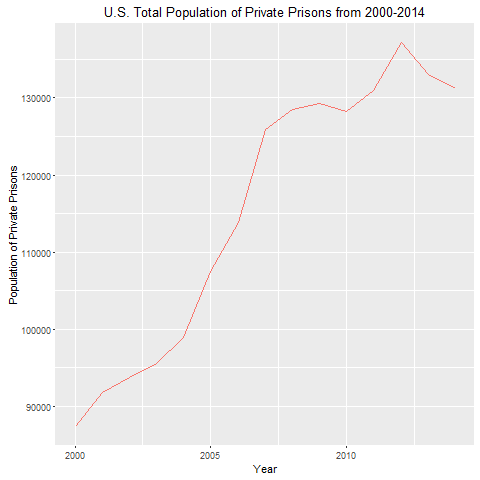 U.S. Total Population of Private Prisons from 2000-2014
Population of Private Prisons
130000
120000
110000
100000
90000
2000
2005
2010
Year